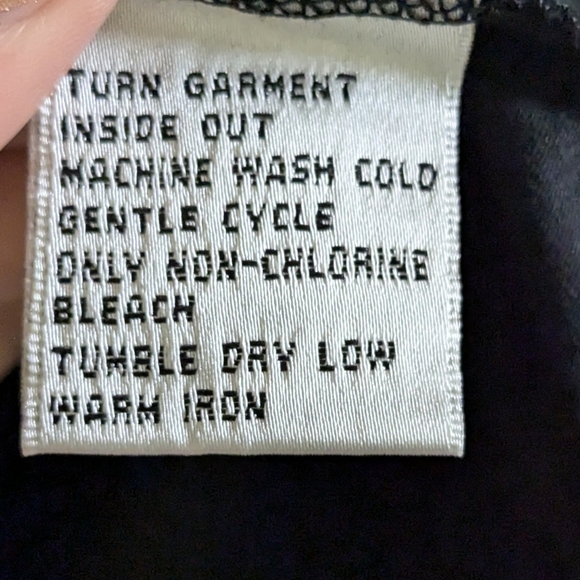 TURN GARMENT
INSIDE OUT
MACHINE WASH COLD
GENTLE CYCLE
ONLY NON-CHLORINE
BLEACH
TUMBLE DRY LOW
WARM IRON